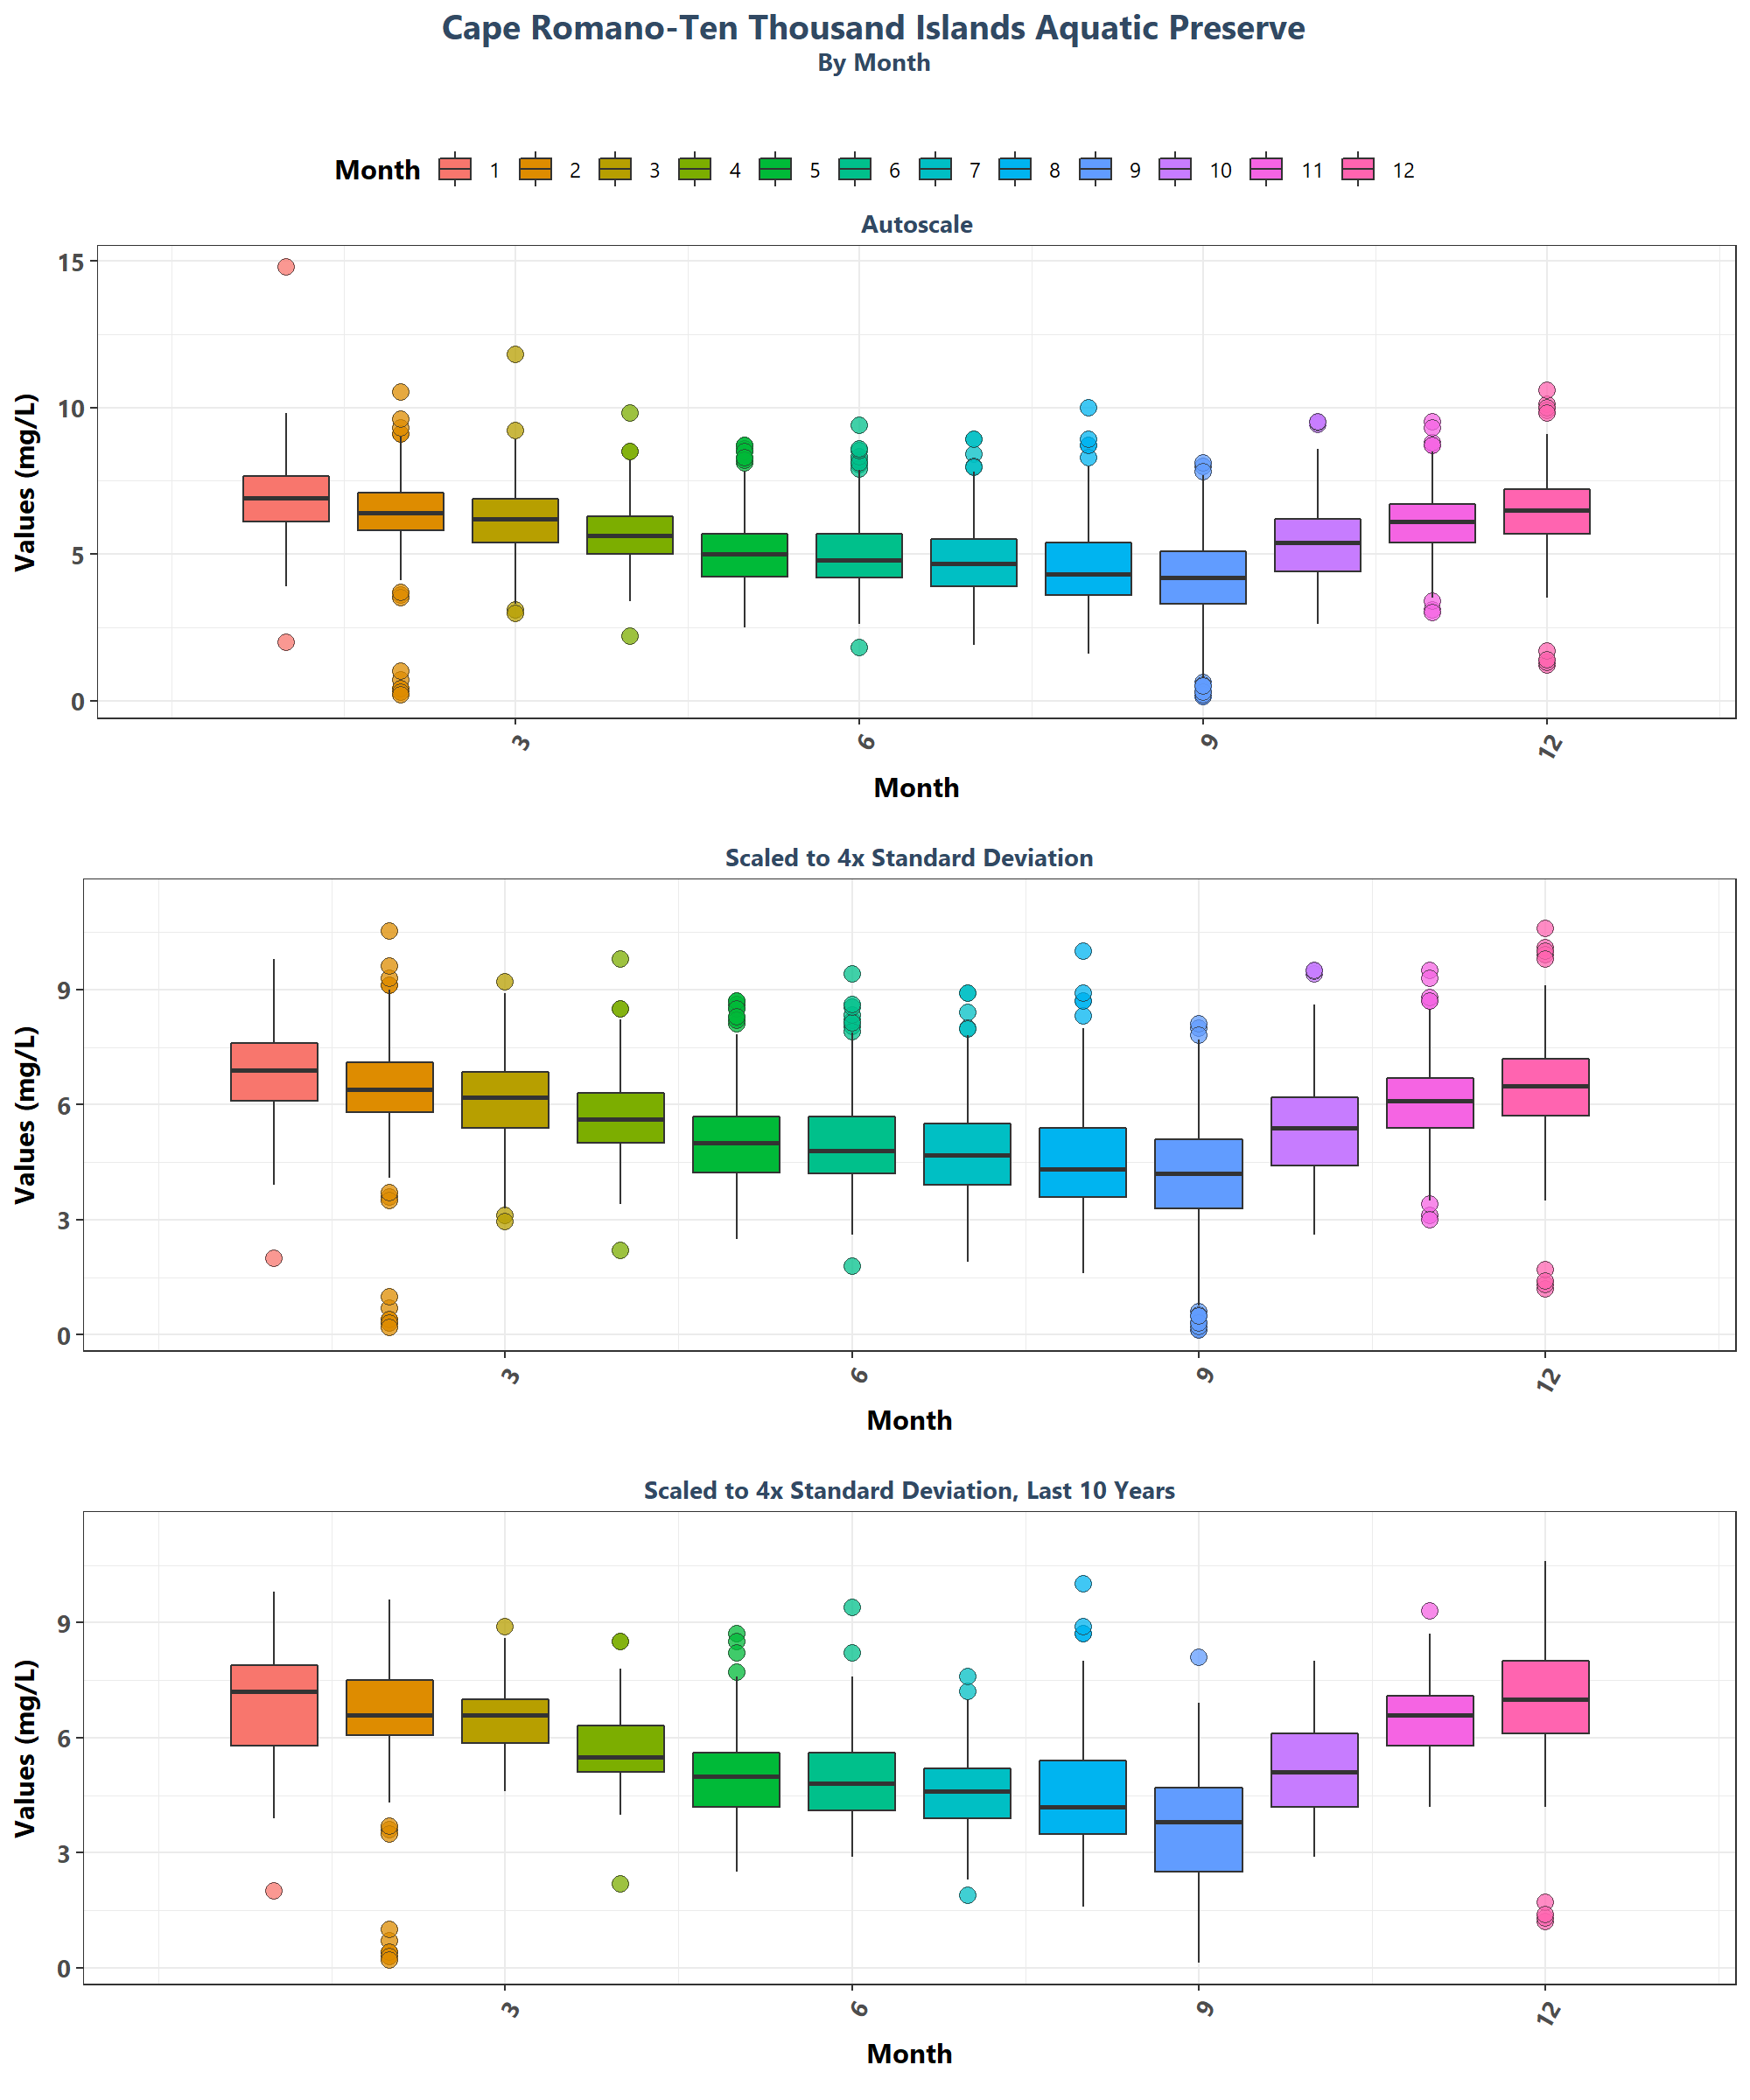 Cape Romano-Ten Thousand Islands Aquatic Preserve
By Month
Month 1 2 3 4 5 6 7 8 9 10 11 12
Autoscale
Values (mg/L)
15
10
5
0
3 6 9 12
Month
Scaled to 4x Standard Deviation
Values (mg/L)
9
6
3
0
3 6 9 12
Month
Scaled to 4x Standard Deviation, Last 10 Years
Values (mg/L)
9
6
3
0
3 6 9 12
Month